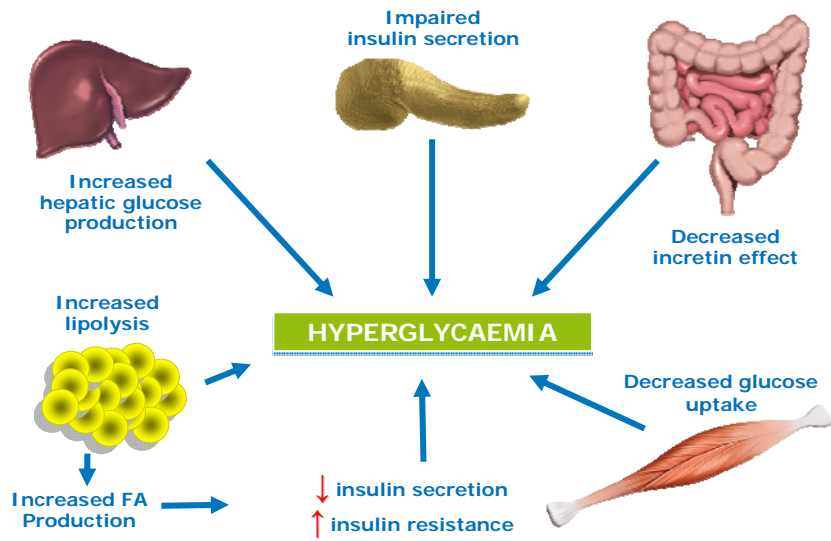 Impaired
insulin secretion
Increased
hepatic glucose
production
Decreased
incretin effect
Increased
lipolysis
HYPERGLYCAEMIA
Decreased glucose
uptake
Increased FA
Production
↓ insulin secretion
↑ insulin resistance